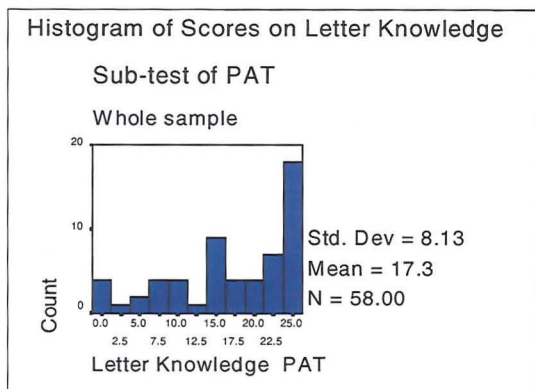 Histogram of Scores on Letter Knowledge
Sub-test of PAT
Whole sample
20
10
0
Count
Std. Dev = 8.13
Mean = 17.3
N = 58.00
0.0 5.0 10.0 15.0 20.0 25.0
2.5 7.5 12.5 17.5 22.5
Letter Knowledge PAT